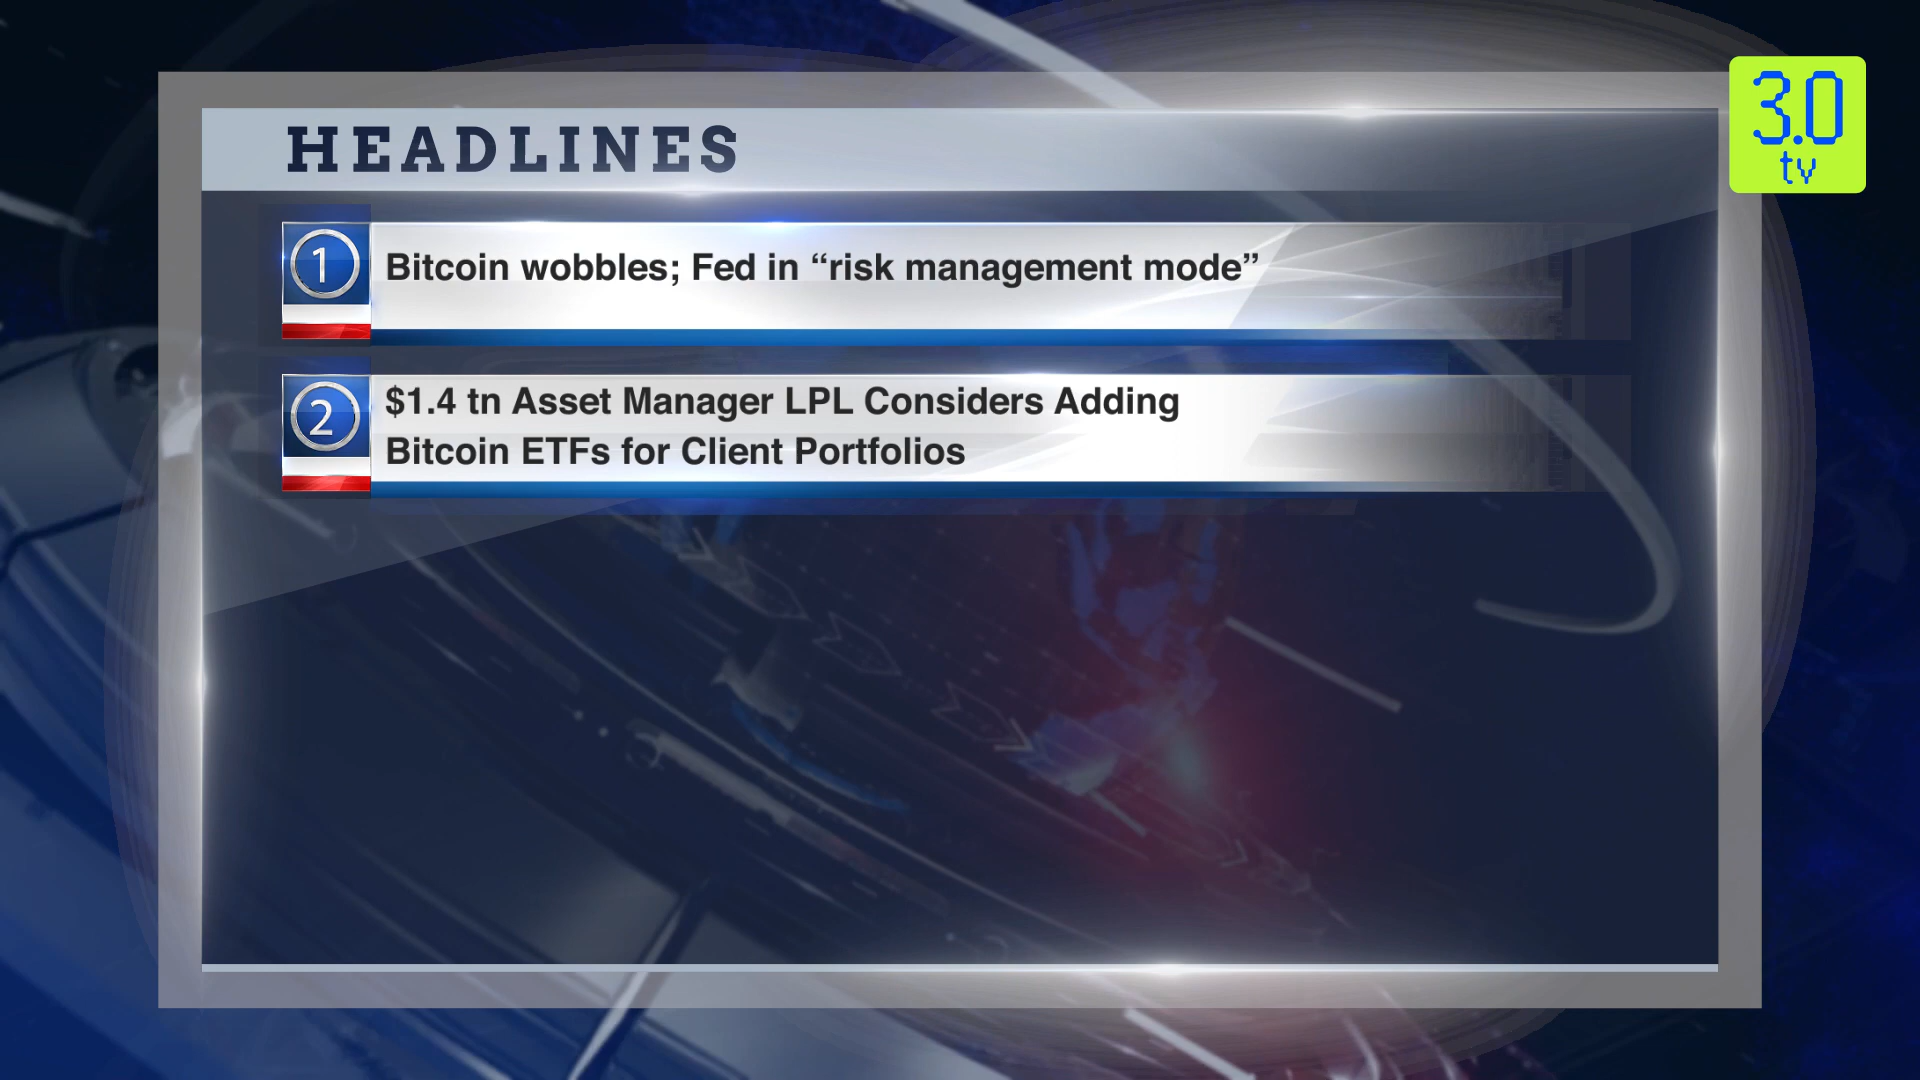 HEADLINES
3.0
tv
1
Bitcoin wobbles; Fed in “risk management mode”
2
$1.4 tn Asset Manager LPL Considers Adding
Bitcoin ETFs for Client Portfolios